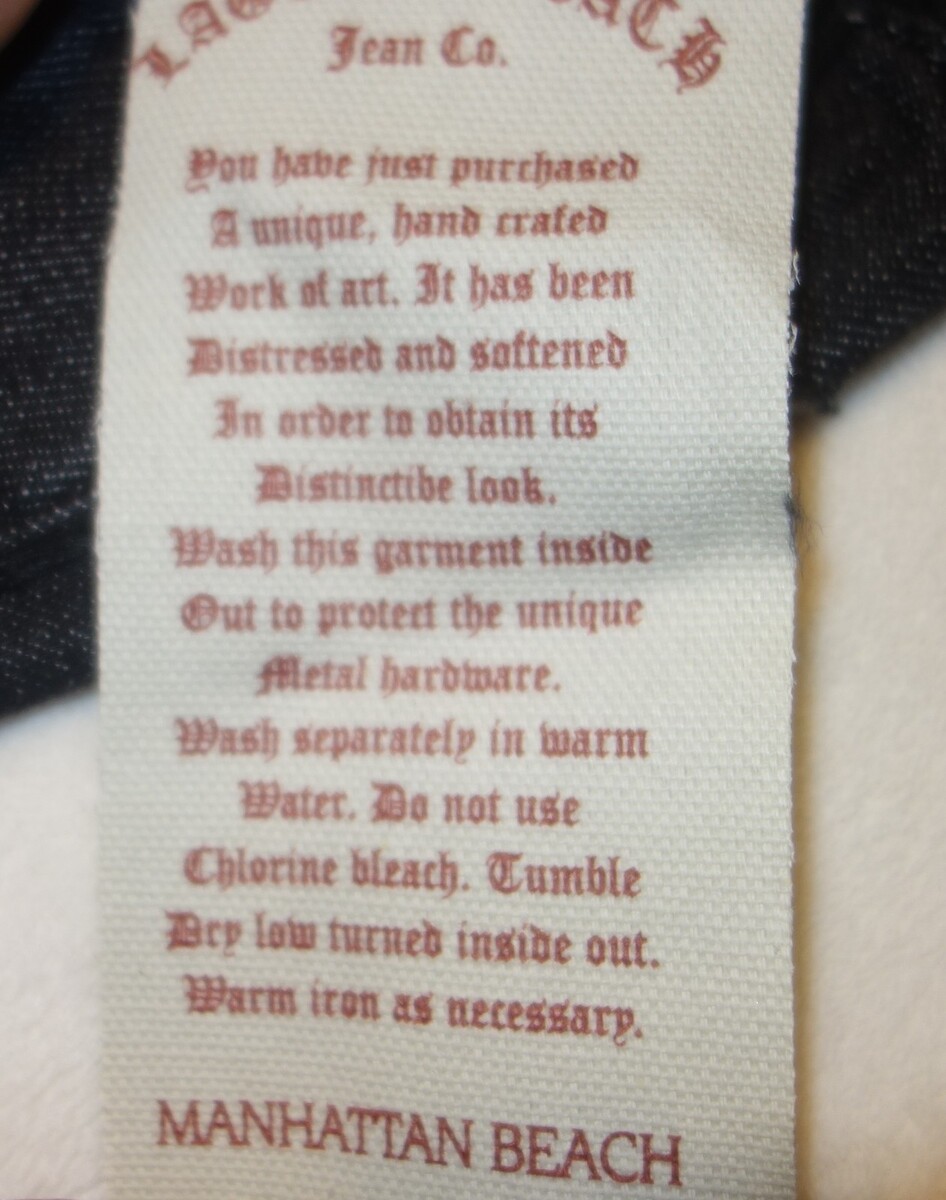 Jean Co.
You have just purchased
A unique, hand crafed
Work of art. It has been
Distressed and softened
In order to obtain its
Distinctive look.
Wash this garment inside
Out to protect the unique
Metal hardware.
Wash separately in warm
Water. Do not use
Chlorine bleach. Tumble
Dry low turned inside out.
Warm iron as necessary.
MANHATTAN BEACH